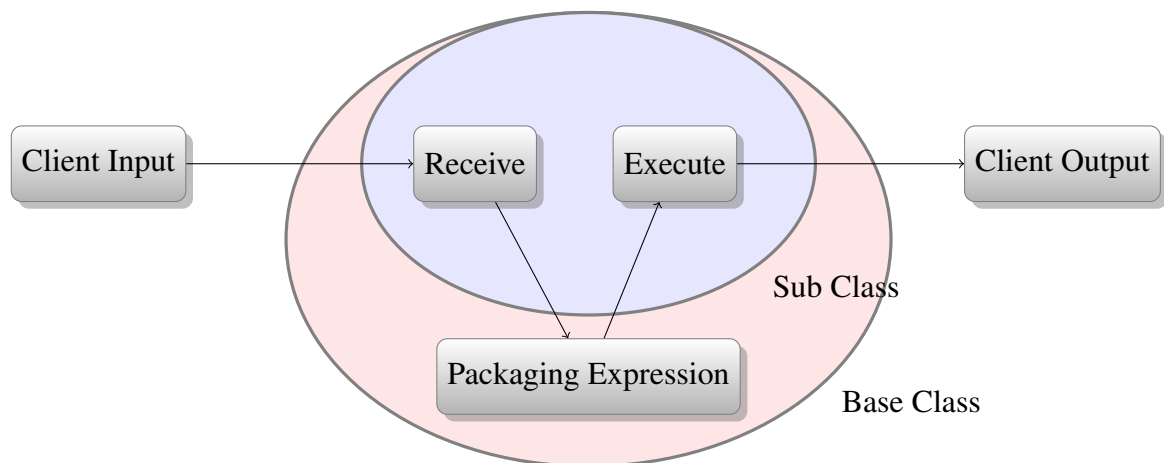 Client Input
Receive
Execute
Client Output
Sub Class
Packaging Expression
Base Class